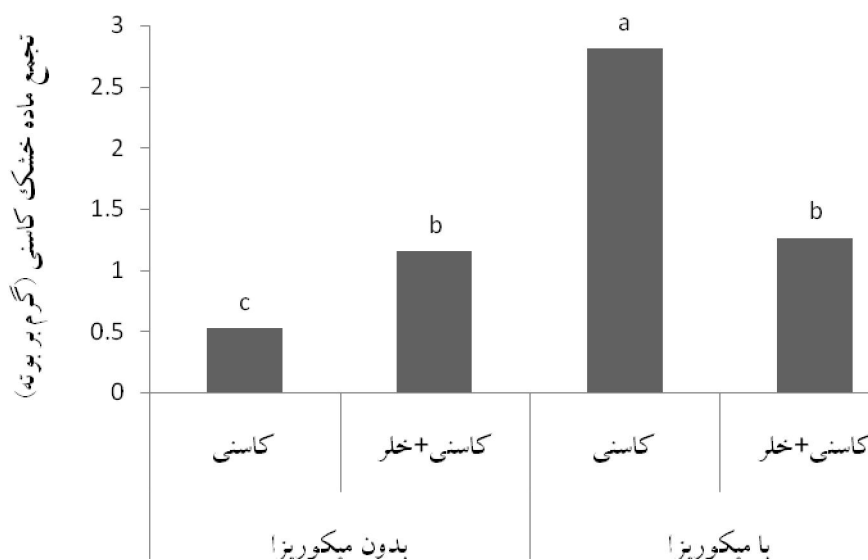 تجمع ماده خشک کاسنی (گرم بر بوته)
3
2.5
2
1.5
1
0.5
0
c
b
a
b
کاسنی
کاسنی+خلر
کاسنی
کاسنی+خلر
بدون میکوریزا
با میکوریزا